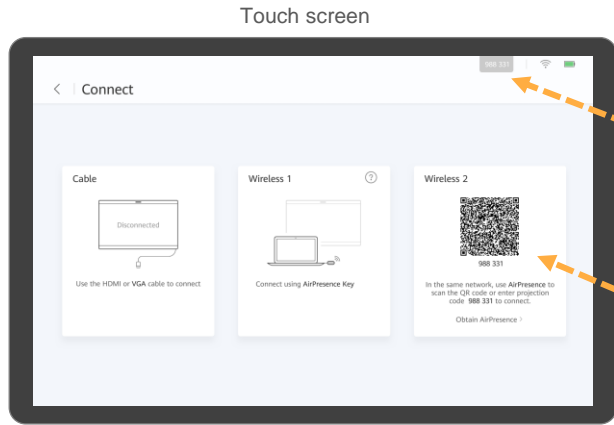 Touch screen
988 331
Connect
Cable
Disconnected
Use the HDMI or VGA cable to connect
Wireless 1
?
Connect using AirPresence Key
Wireless 2
988 331
In the same network, use AirPresence to
scan the QR code or enter projection
code 988 331 to connect.
Obtain AirPresence